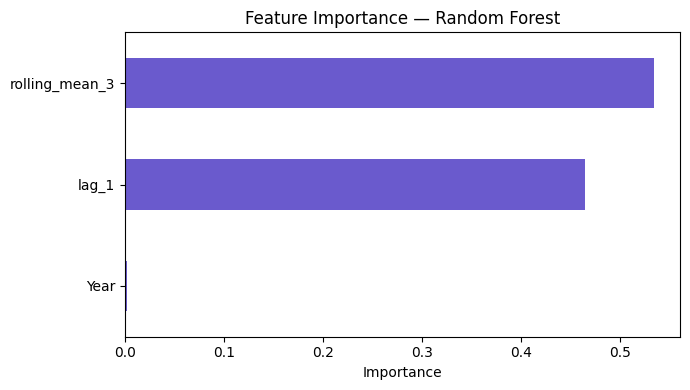 Feature Importance — Random Forest
rolling_mean_3
lag_1
Year
0.0 0.1 0.2 0.3 0.4 0.5
Importance